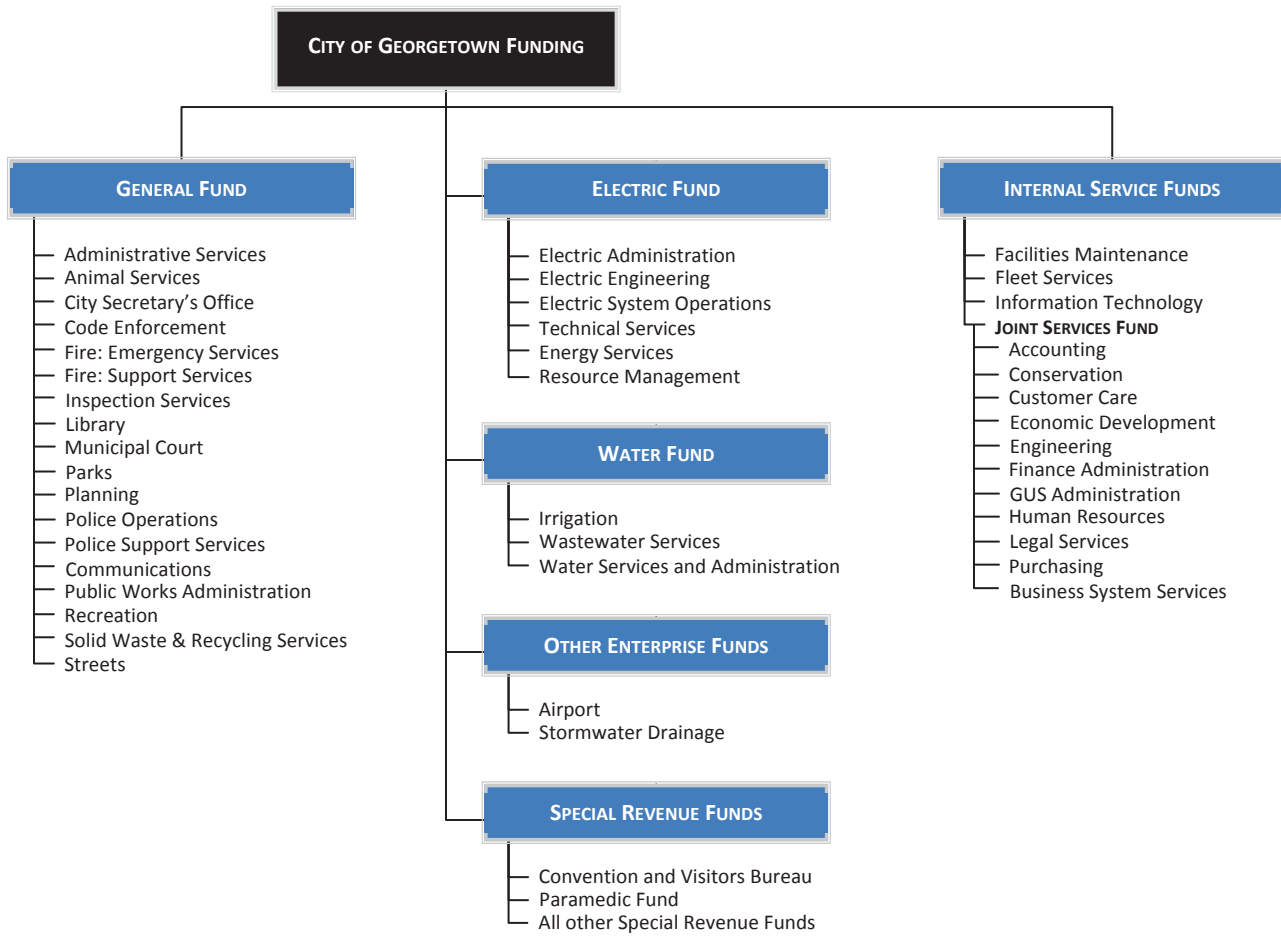 CITY OF GEORGETOWN FUNDING
GENERAL FUND
Administrative Services
Animal Services
City Secretary’s Office
Code Enforcement
Fire: Emergency Services
Fire: Support Services
Inspection Services
Library
Municipal Court
Parks
Planning
Police Operations
Police Support Services
Communications
Public Works Administration
Recreation
Solid Waste & Recycling Services
Streets
ELECTRIC FUND
Electric Administration
Electric Engineering
Electric System Operations
Technical Services
Energy Services
Resource Management
WATER FUND
Irrigation
Wastewater Services
Water Services and Administration
OTHER ENTERPRISE FUNDS
Airport
Stormwater Drainage
SPECIAL REVENUE FUNDS
Convention and Visitors Bureau
Paramedic Fund
All other Special Revenue Funds
INTERNAL SERVICE FUNDS
Facilities Maintenance
Fleet Services
Information Technology
JOINT SERVICES FUND
Accounting
Conservation
Customer Care
Economic Development
Engineering
Finance Administration
GUS Administration
Human Resources
Legal Services
Purchasing
Business System Services